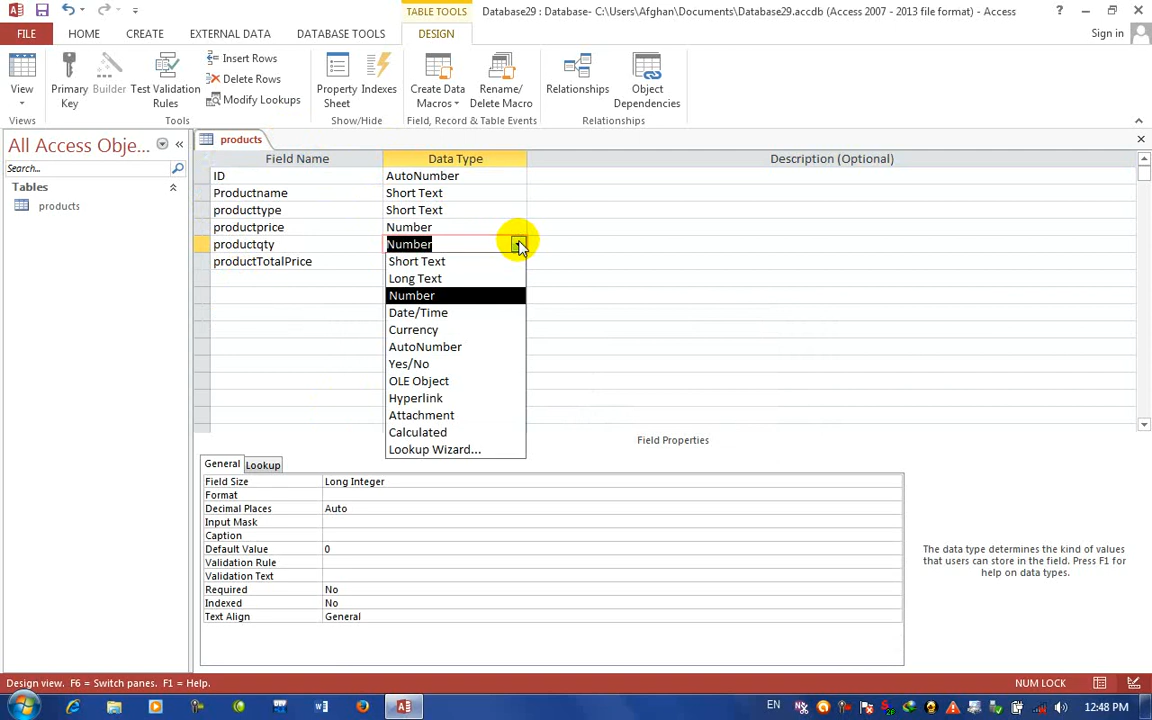 TABLE TOOLS
Database29 : Database- C:\Users\Afghan\Documents\Database29.accdb (Access 2007 - 2013 file format) - Access
FILE HOME CREATE EXTERNAL DATA DATABASE TOOLS DESIGN
Sign in
View
Primary Key
Builder
Test Validation Rules
Insert Rows
Delete Rows
Modify Lookups
Property Sheet
Indexes
Create Data Macros
Rename/ Delete Macro
Relationships
Object Dependencies
Views Tools Show/Hide Field, Record & Table Events Relationships
All Access Obje...
Search...
Tables
products
products
Field Name Data Type Description (Optional)
ID AutoNumber
Productname Short Text
producttype Short Text
productprice Number
productqty Number
productTotalPrice
Short Text
Long Text
Number
Date/Time
Currency
AutoNumber
Yes/No
OLE Object
Hyperlink
Attachment
Calculated
Lookup Wizard...
Field Properties
General Lookup
Field Size Long Integer
Format
Decimal Places Auto
Input Mask
Caption
Default Value 0
Validation Rule
Validation Text
Required No
Indexed No
Text Align General
The data type determines the kind of values
that users can store in the field. Press F1 for
help on data types.
Design view. F6 = Switch panes. F1 = Help.
NUM LOCK
EN
12:48 PM